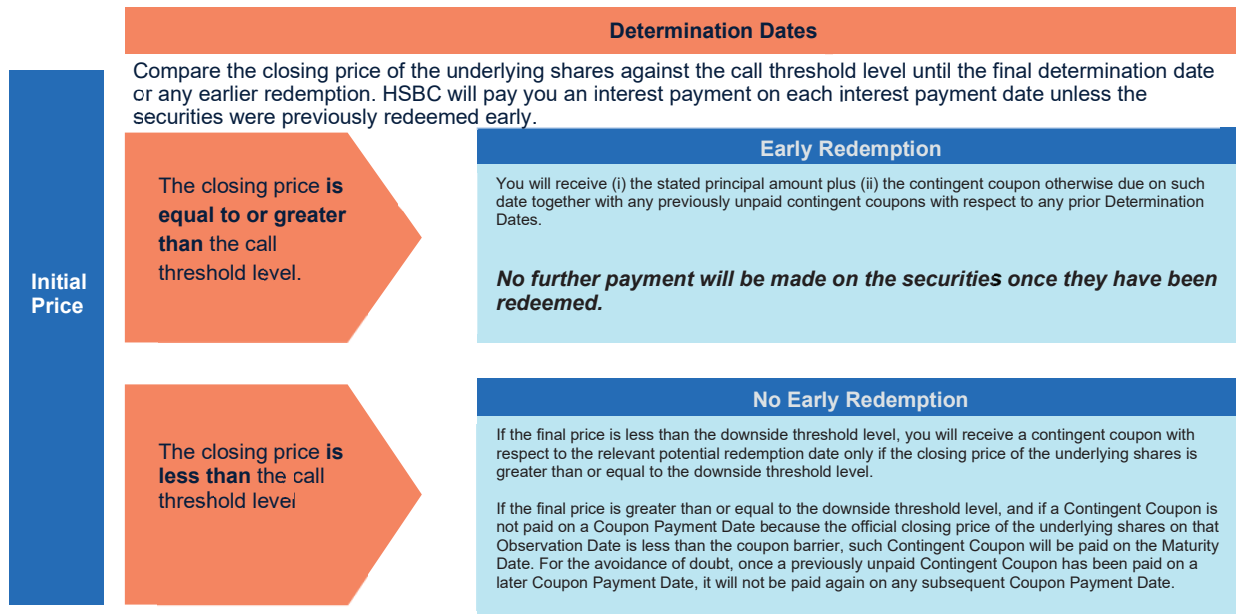 Determination Dates
Compare the closing price of the underlying shares against the call threshold level until the final determination date
or any earlier redemption. HSBC will pay you an interest payment on each interest payment date unless the
securities were previously redeemed early.
Initial
Price
The closing price is
equal to or greater
than the call
threshold level.
Early Redemption
You will receive (i) the stated principal amount plus (ii) the contingent coupon otherwise due on such
date together with any previously unpaid contingent coupons with respect to any prior Determination
Dates.
No further payment will be made on the securities once they have been
redeemed.
The closing price is
less than the call
threshold level
No Early Redemption
If the final price is less than the downside threshold level, you will receive a contingent coupon with
respect to the relevant potential redemption date only if the closing price of the underlying shares is
greater than or equal to the downside threshold level.
If the final price is greater than or equal to the downside threshold level, and if a Contingent Coupon is
not paid on a Coupon Payment Date because the official closing price of the underlying shares on that
Observation Date is less than the coupon barrier, such Contingent Coupon will be paid on the Maturity
Date. For the avoidance of doubt, once a previously unpaid Contingent Coupon has been paid on a
later Coupon Payment Date, it will not be paid again on any subsequent Coupon Payment Date.